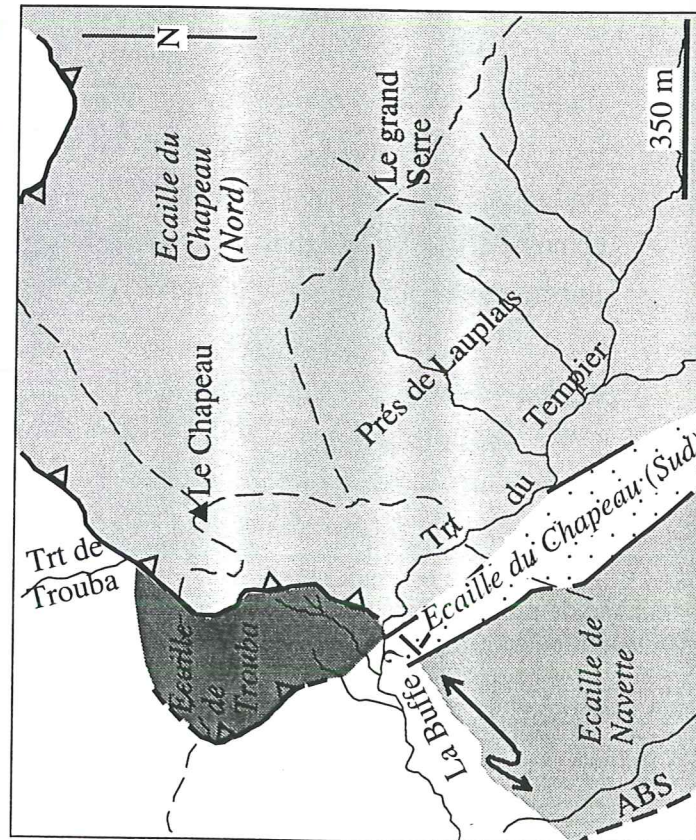 N
Ecaille du
Chapeau
(Nord)
Le grand
Serre
350 m
Le Chapeau
Prés de Lauplats
Trt du Tempier
Trt de
Trouba
Ecaille
de
Trouba
?
La Buffe
Ecaille du Chapeau (Sud)
Ecaille de
Navette
ABS